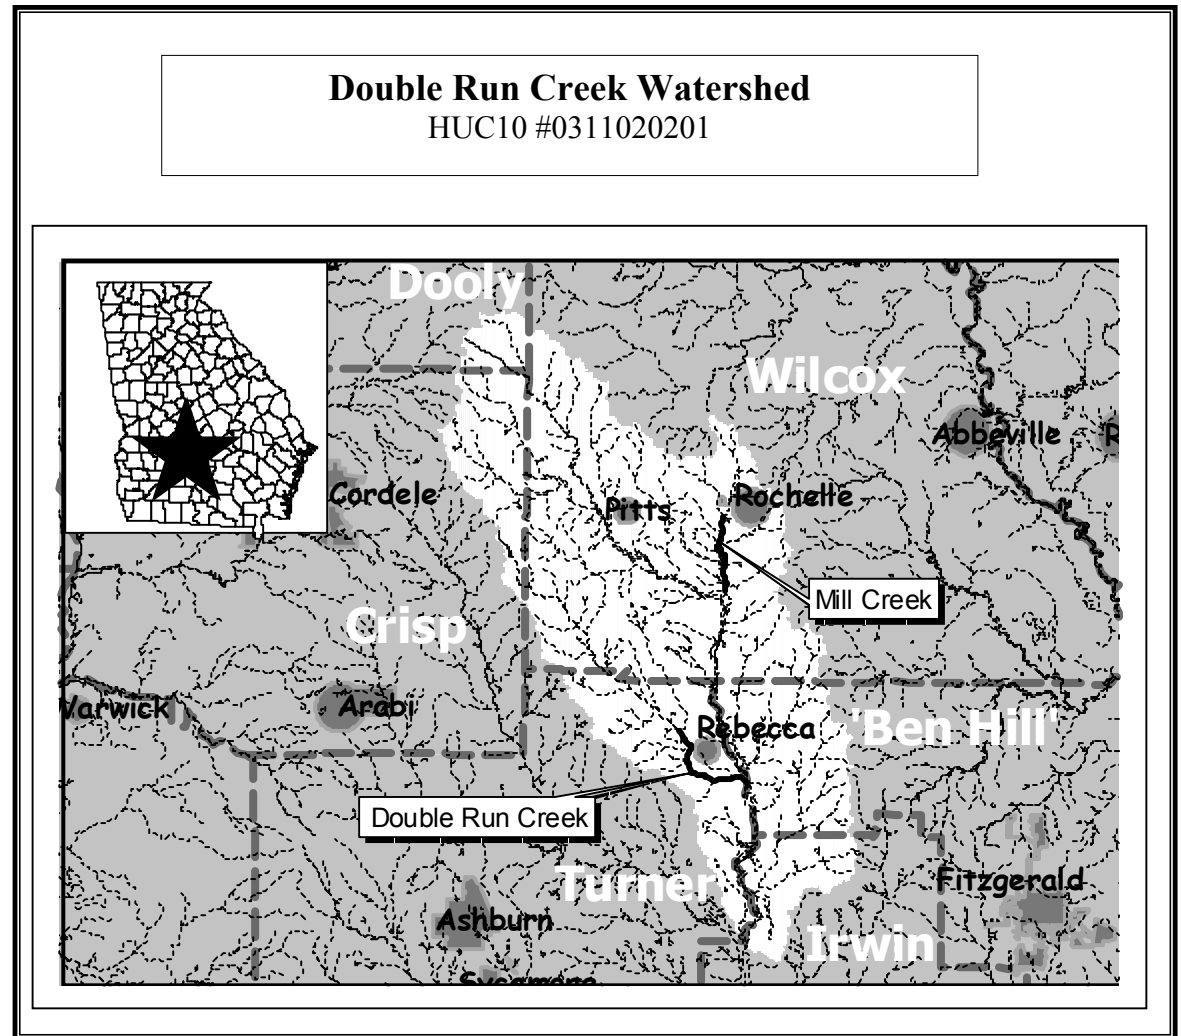 Double Run Creek Watershed
HUC10 #0311020201
Dooly
Wilcox
Abbeville
R
Cordele
Pitts
Rochelle
Mill Creek
Crisp
Warwick
Arabi
Rebecca
'Ben Hill'
Double Run Creek
Turner
Fitzgerald
Ashburn
Irwin
Sycamore